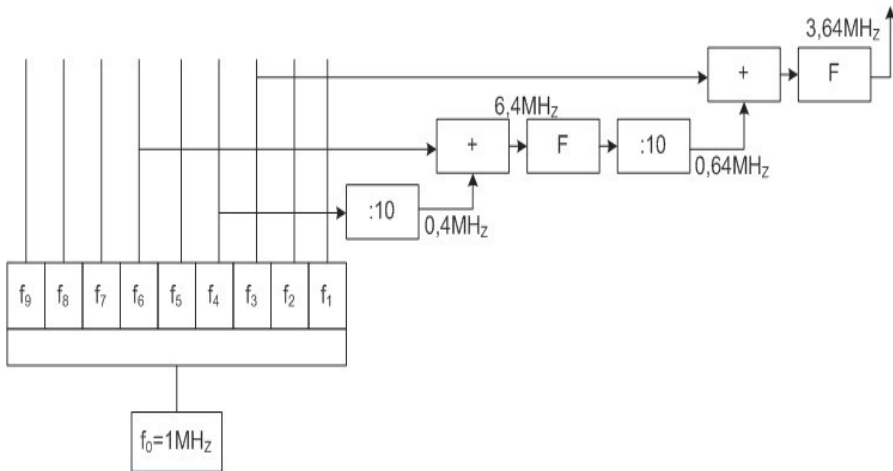 3,64MHz
+
F
6,4MHz
+
F
:10
0,64MHz
:10
0,4MHz
f9
f8
f7
f6
f5
f4
f3
f2
f1
f0=1MHz